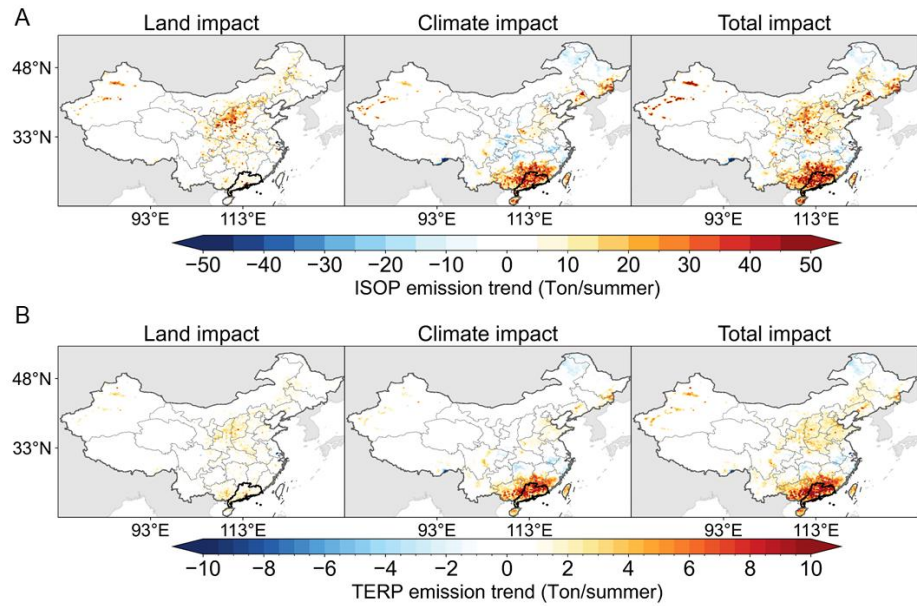 A
Land impact Climate impact Total impact
48°N
33°N
93°E 113°E 93°E 113°E 93°E 113°E
−50 −40 −30 −20 −10 0 10 20 30 40 50
ISOP emission trend (Ton/summer)
B
Land impact Climate impact Total impact
48°N
33°N
93°E 113°E 93°E 113°E 93°E 113°E
−10 −8 −6 −4 −2 0 2 4 6 8 10
TERP emission trend (Ton/summer)